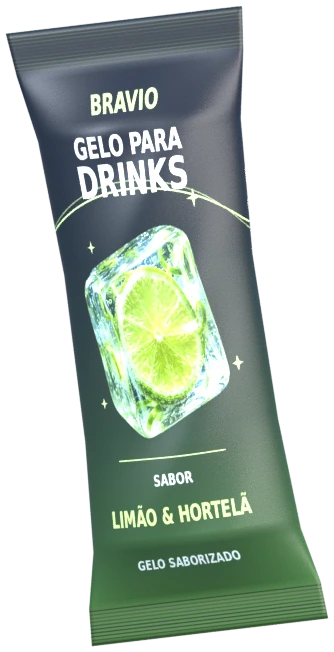 BRAVIO
GELO PARA
DRINKS
SABOR
LIMÃO & HORTELÃ
GELO SABORIZADO